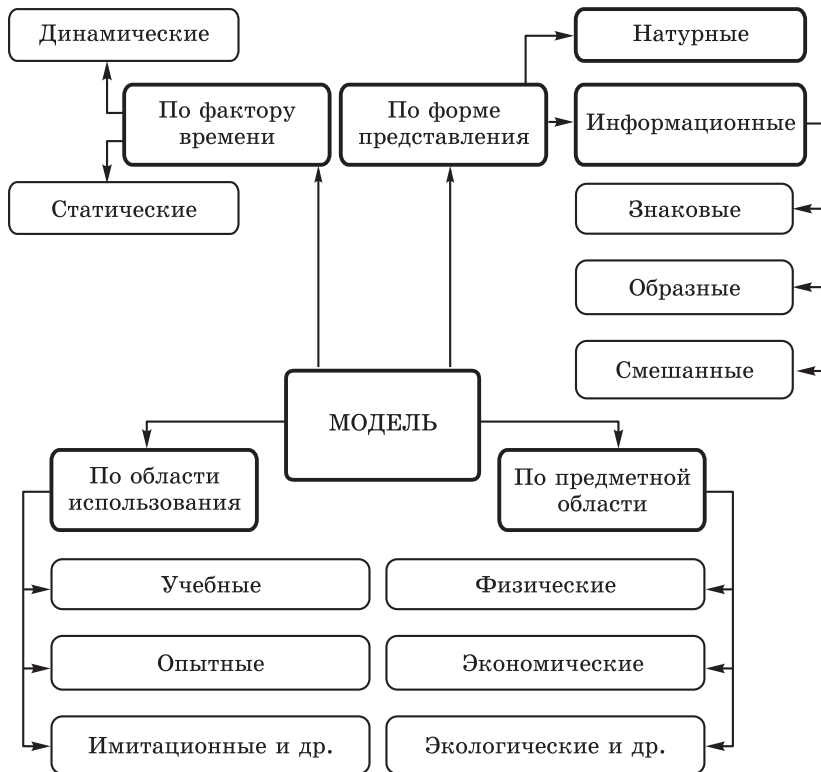 Динамические
По фактору
времени
Статические
По форме
представления
Натурные
Информационные
Знаковые
Образные
Смешанные
МОДЕЛЬ
По области
использования
Учебные
Опытные
Имитационные и др.
По предметной
области
Физические
Экономические
Экологические и др.